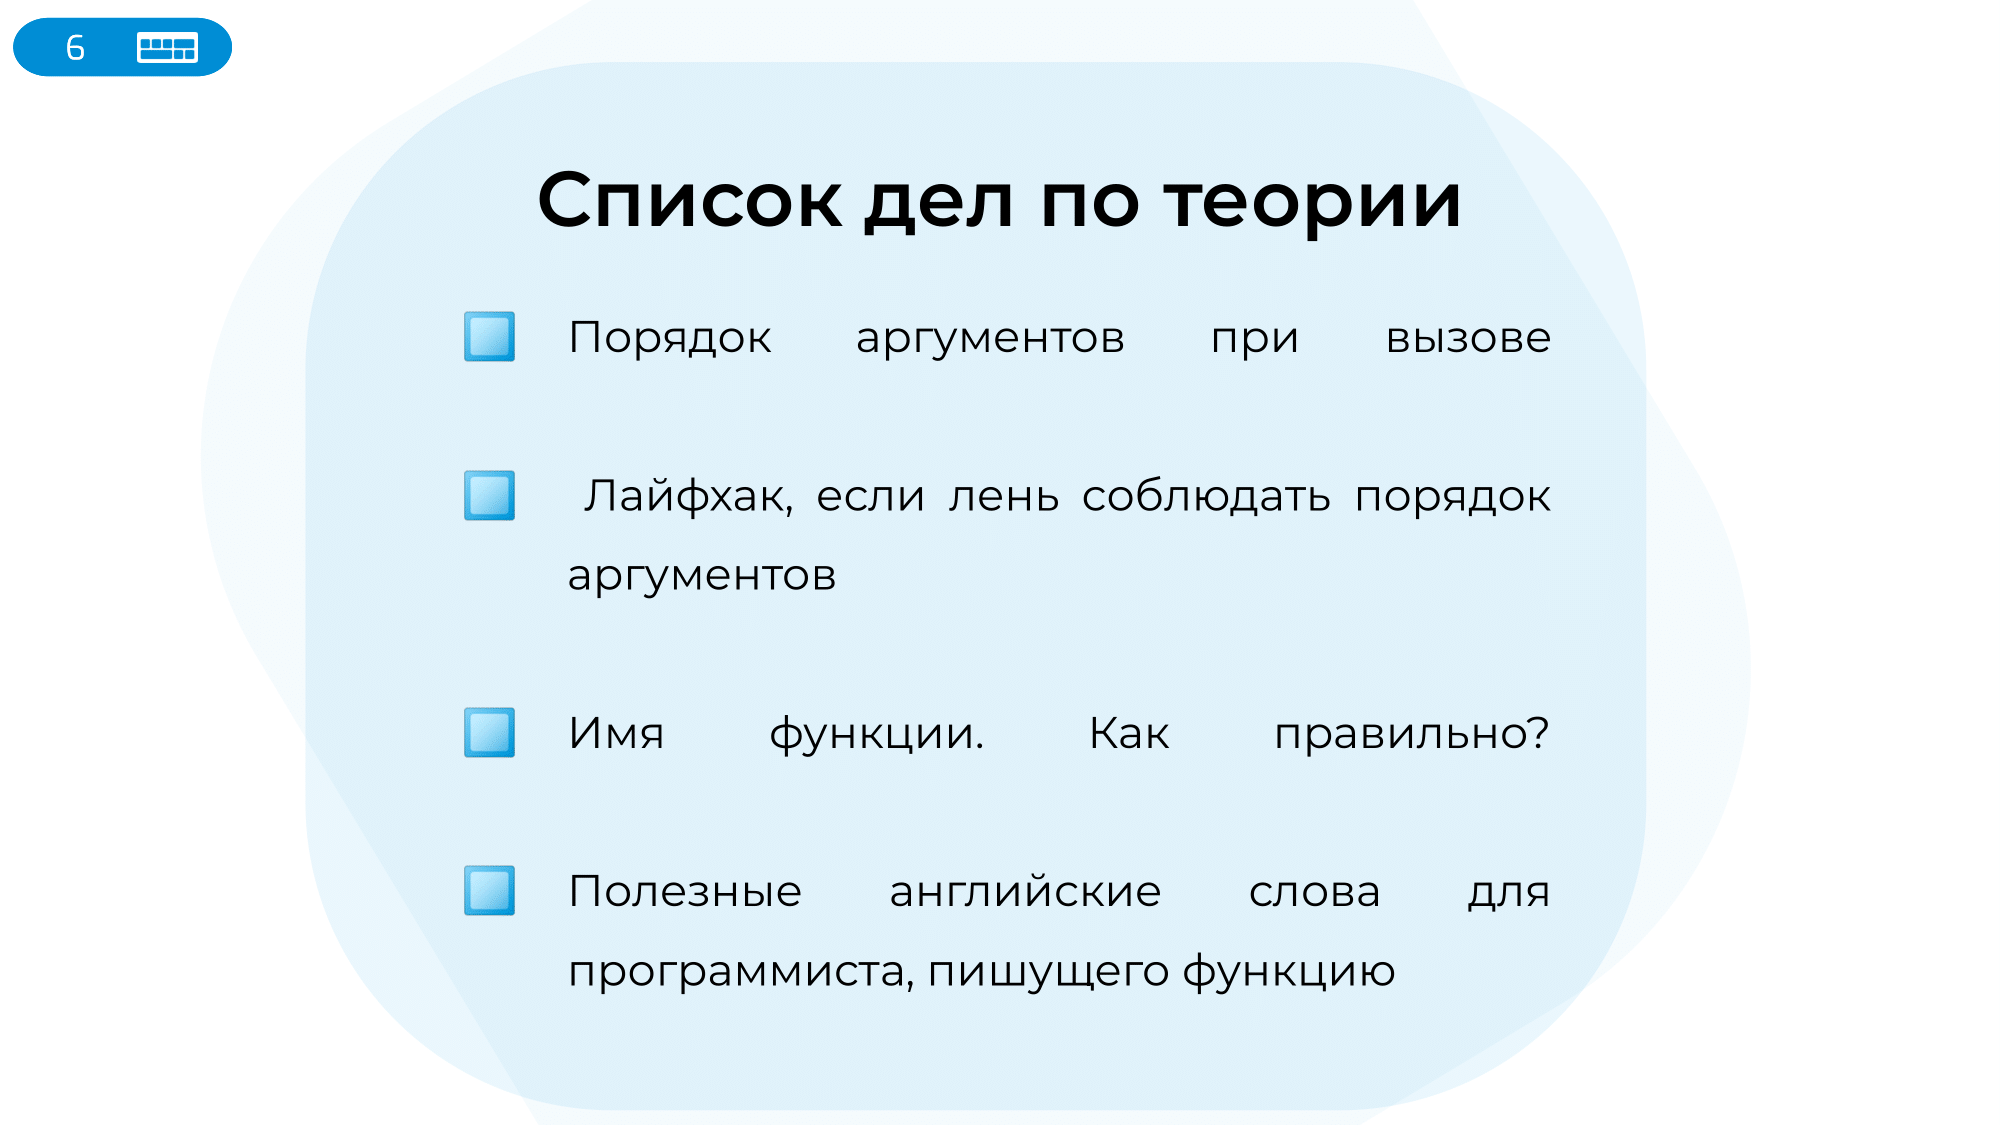 6
Список дел по теории
Порядок аргументов при вызове
Лайфхак, если лень соблюдать порядок
аргументов
Имя функции. Как правильно?
Полезные английские слова для
программиста, пишущего функцию